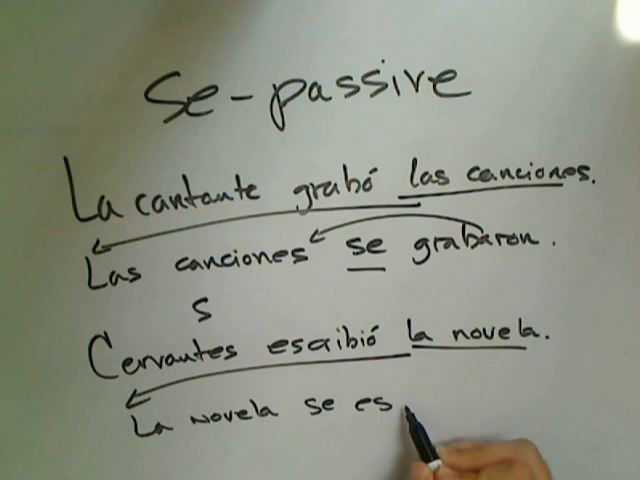 Se-passive
La cantante grabó las canciones.
Las canciones se grabaron.
S
Cervantes escribió la novela.
La novela se es